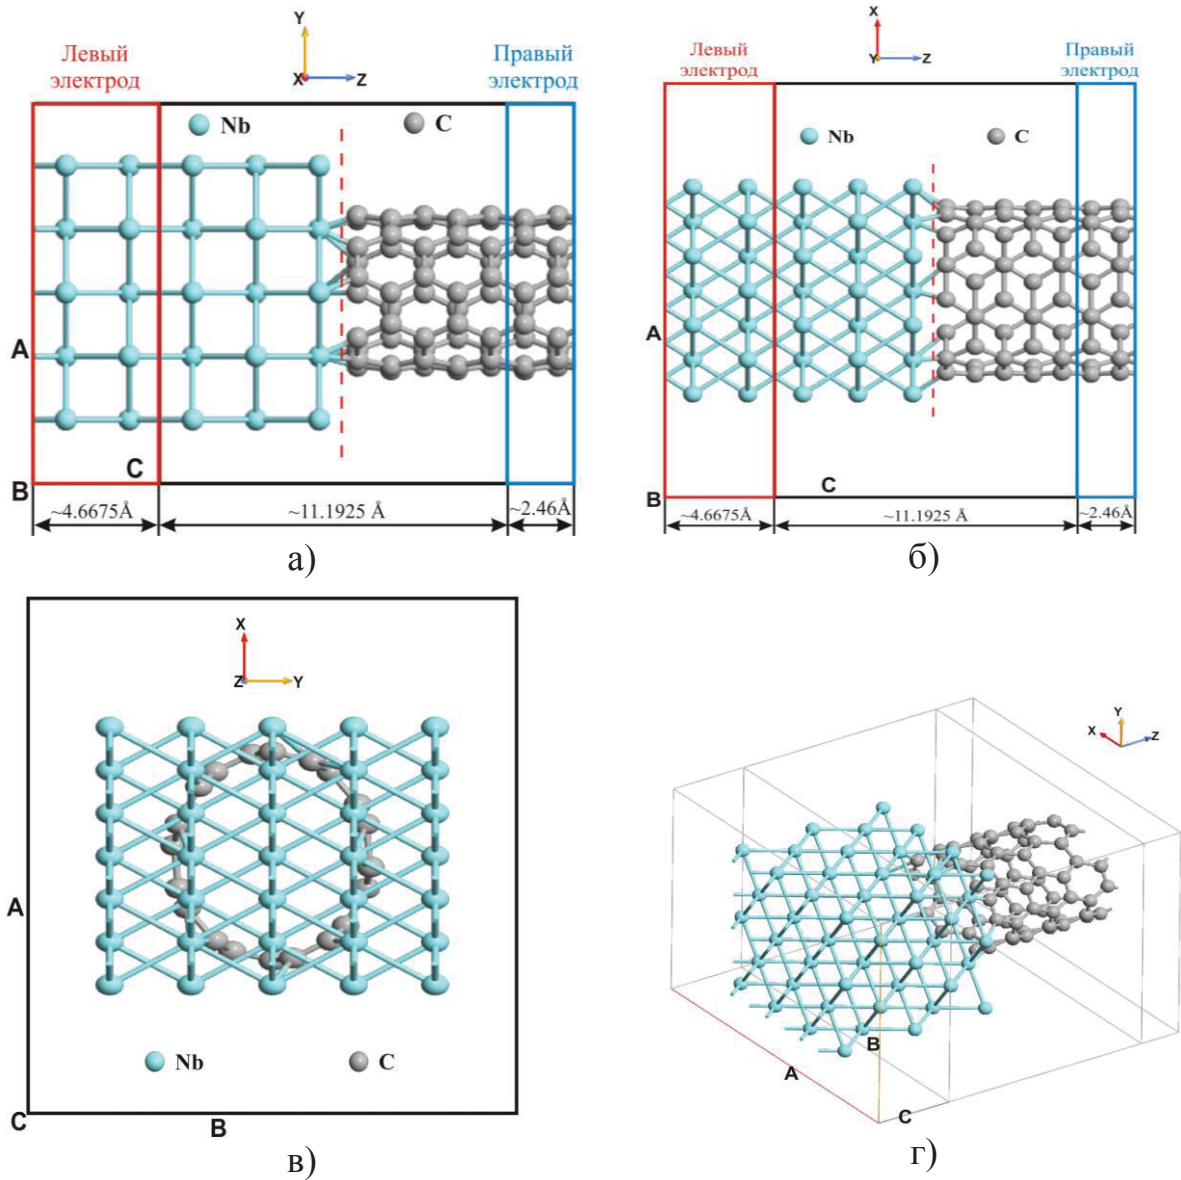 Y
X
Z
Левый
электрод
Правый
электрод
Nb
C
A
C
B
~4.6675Å
~11.1925 Å
~2.46Å
а)
X
Y
Z
Левый
электрод
Правый
электрод
Nb
C
A
B
C
~4.6675Å
~11.1925Å
~2.46Å
б)
X
Z
Y
A
Nb
C
C
B
в)
Y
X
Z
B
A
C
г)